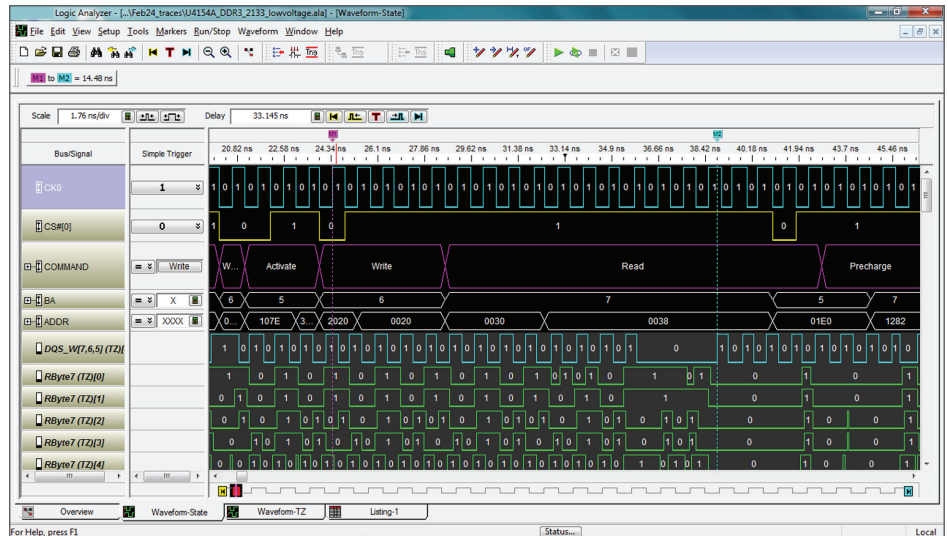 Logic Analyzer - [...\Feb24_traces\U4154A_DDR3_2133_lowvoltage.ala] - [Waveform-State]
File Edit View Setup Tools Markers Run/Stop Waveform Window Help
M1 to M2 = 14.48 ns
Scale 1.76 ns/div Delay 33.145 ns
M1 M2
Bus/Signal Simple Trigger 20.82 ns 22.58 ns 24.34 ns 26.1 ns 27.86 ns 29.62 ns 31.38 ns 33.14 ns 34.9 ns 36.66 ns 38.42 ns 40.18 ns 41.94 ns 43.7 ns 45.46 ns
CK0 1
CS#[0] 0 1 0 1 0 1 0 1
COMMAND = Write W... Activate Write Read Precharge
BA = X 6 5 6 7 5 7
ADDR = XXXX 0... 107E 3... 2020 0020 0030 0038 01E0 1282
DQS_W[7,6,5] (TZ)[
RByte7 (TZ)[0]
RByte7 (TZ)[1]
RByte7 (TZ)[2]
RByte7 (TZ)[3]
RByte7 (TZ)[4]
Overview Waveform-State Waveform-TZ Listing-1
For Help, press F1 Status... Local